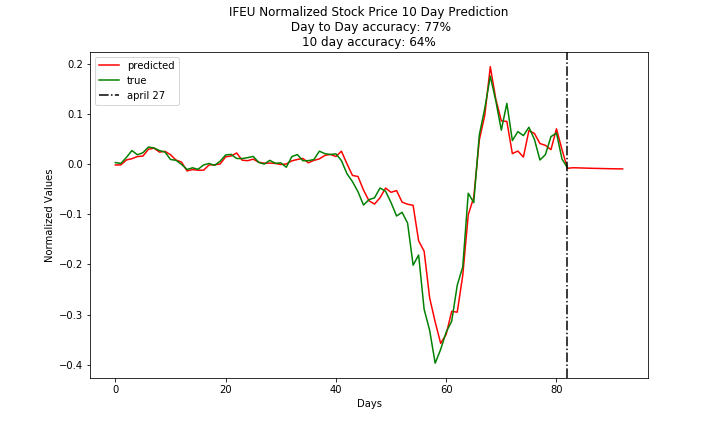 IFEU Normalized Stock Price 10 Day Prediction
Day to Day accuracy: 77%
10 day accuracy: 64%
predicted
true
april 27
0.2
0.1
0.0
−0.1
−0.2
−0.3
−0.4
Normalized Values
0 20 40 60 80
Days